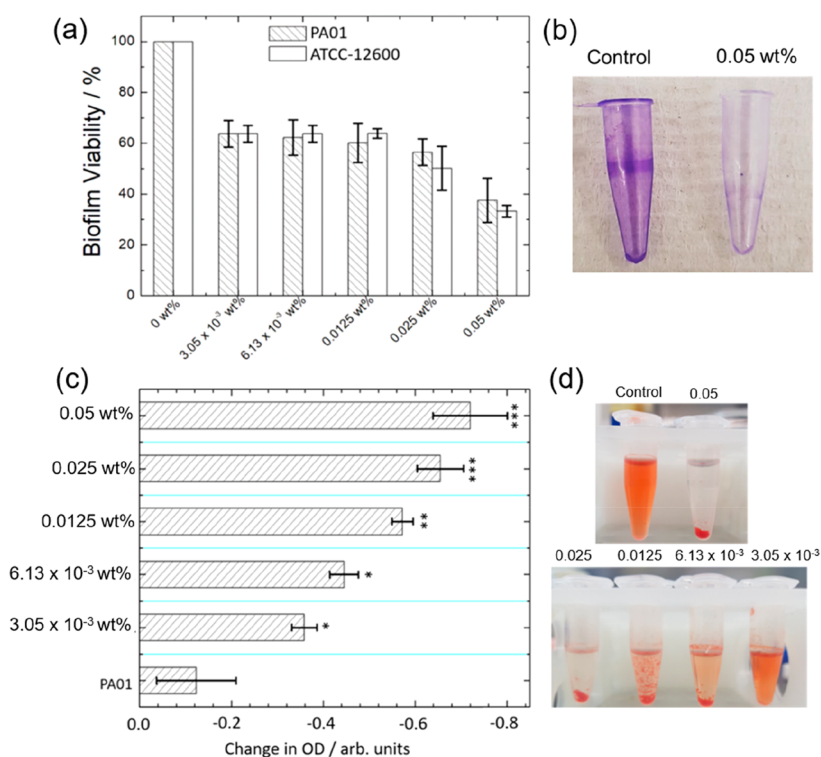 (a)
PA01
ATCC-12600
Biofilm Viability / %
100
80
60
40
20
0
0 wt%
3.05 x 10⁻³ wt%
6.13 x 10⁻³ wt%
0.0125 wt%
0.025 wt%
0.05 wt%
(b)
Control 0.05 wt%
(c)
0.05 wt% ***
0.025 wt% ***
0.0125 wt% **
6.13 x 10⁻³ wt% *
3.05 x 10⁻³ wt% *
PA01
0.0 -0.2 -0.4 -0.6 -0.8
Change in OD / arb. units
(d)
Control 0.05
0.025 0.0125 6.13 x 10⁻³ 3.05 x 10⁻³